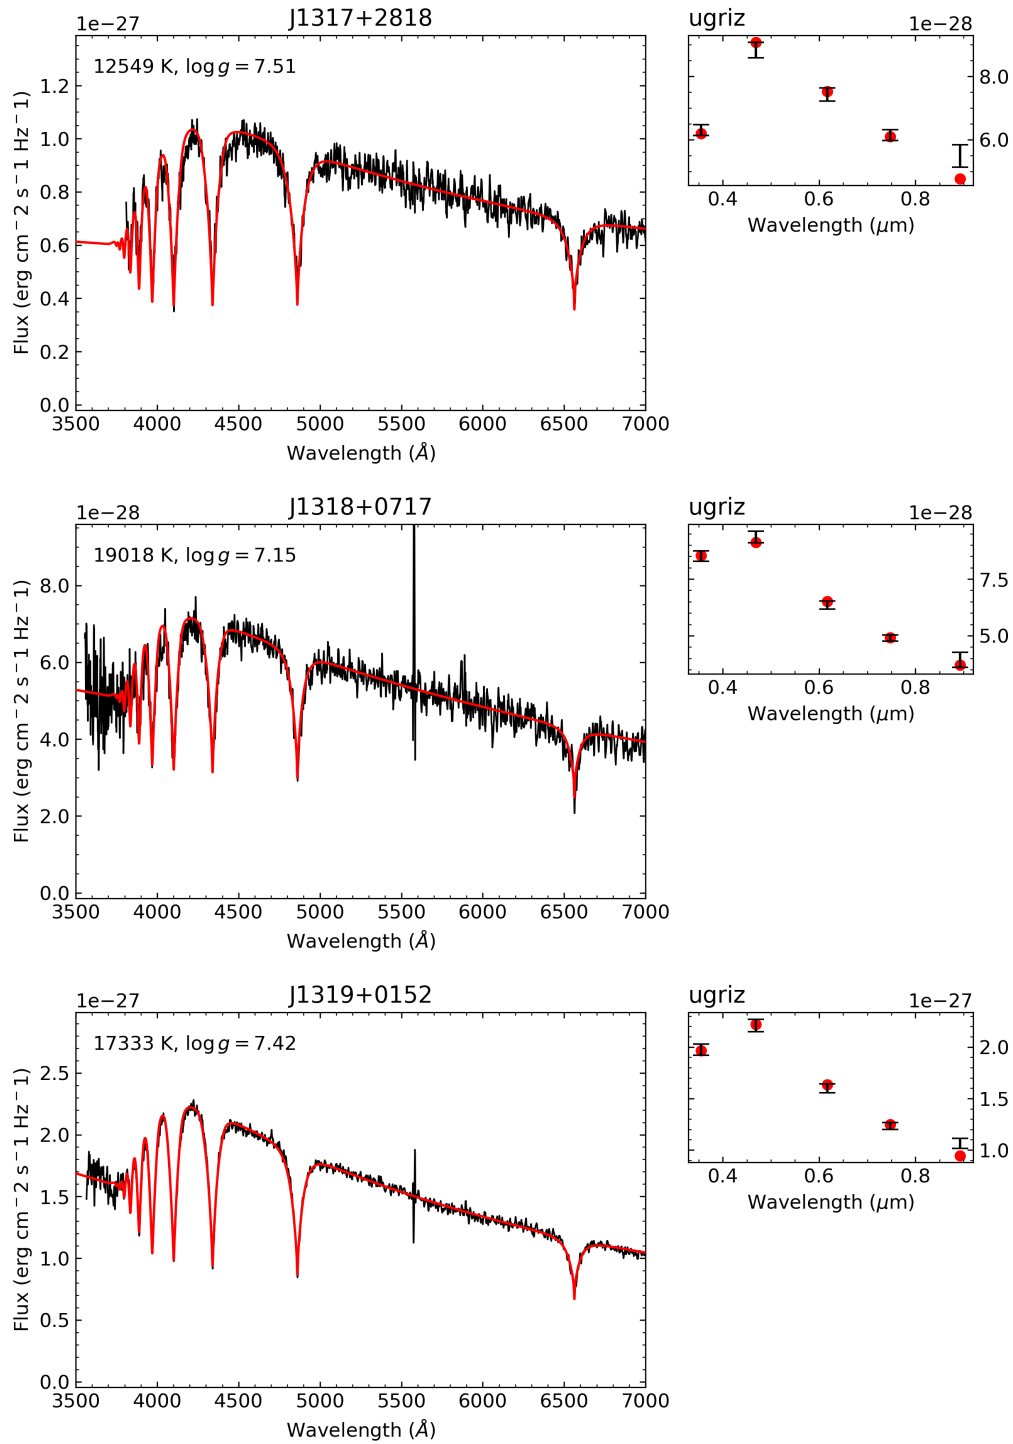 1e−27 J1317+2818
12549 K, log g = 7.51
Flux (erg cm − 2 s − 1 Hz − 1)
1.2
1.0
0.8
0.6
0.4
0.2
0.0
3500 4000 4500 5000 5500 6000 6500 7000
Wavelength (Å)
ugriz 1e−28
8.0
6.0
0.4 0.6 0.8
Wavelength (μm)
1e−28 J1318+0717
19018 K, log g = 7.15
Flux (erg cm − 2 s − 1 Hz − 1)
8.0
6.0
4.0
2.0
0.0
3500 4000 4500 5000 5500 6000 6500 7000
Wavelength (Å)
ugriz 1e−28
7.5
5.0
0.4 0.6 0.8
Wavelength (μm)
1e−27 J1319+0152
17333 K, log g = 7.42
Flux (erg cm − 2 s − 1 Hz − 1)
2.5
2.0
1.5
1.0
0.5
0.0
3500 4000 4500 5000 5500 6000 6500 7000
Wavelength (Å)
ugriz 1e−27
2.0
1.5
1.0
0.4 0.6 0.8
Wavelength (μm)